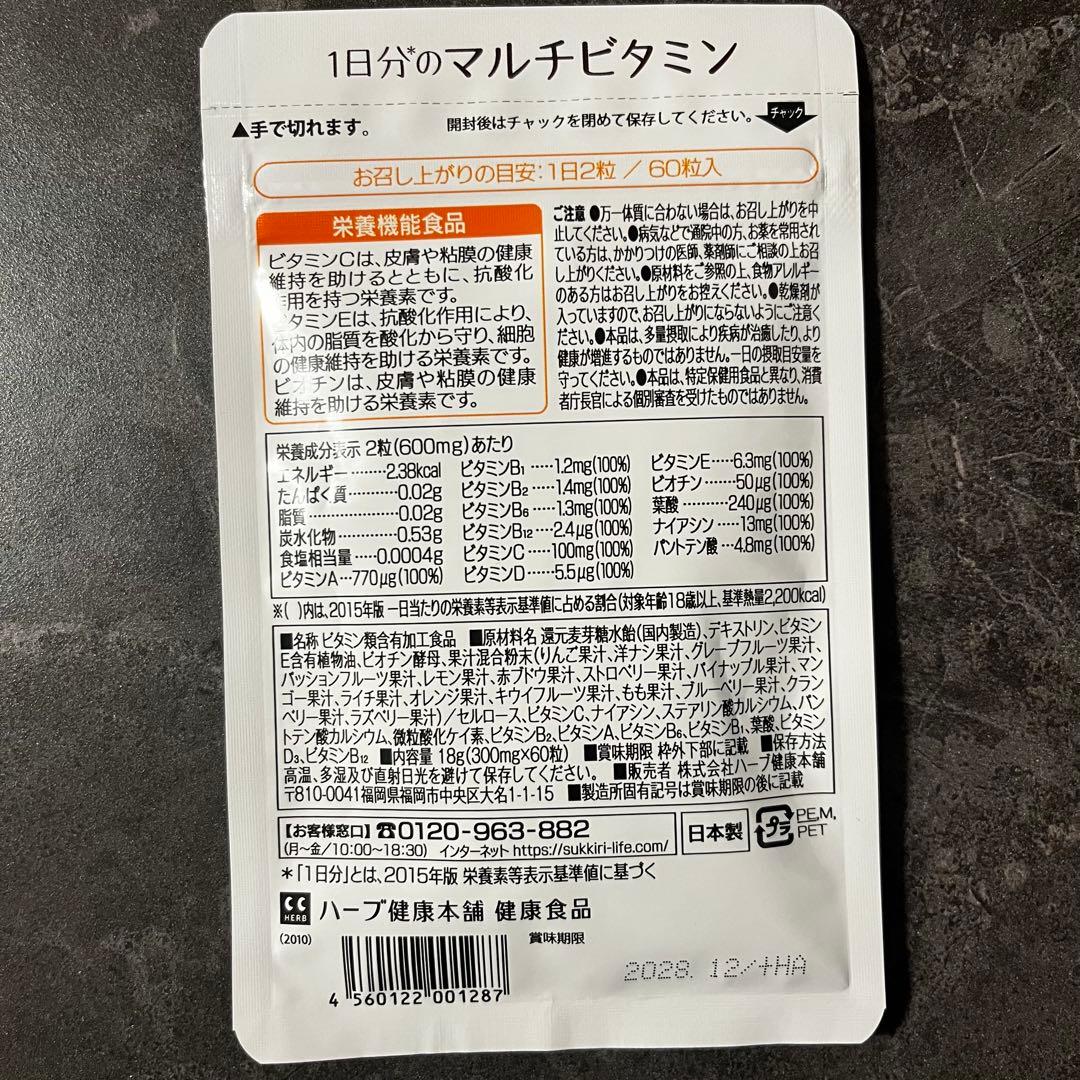 1日分*のマルチビタミン
▲手で切れます。
開封後はチャックを閉めて保存してください。
チャック
お召し上がりの目安:1日2粒 / 60粒入
栄養機能食品
ビタミンCは、皮膚や粘膜の健康
維持を助けるとともに、抗酸化
作用を持つ栄養素です。
ビタミンEは、抗酸化作用により、
体内の脂質を酸化から守り、細胞
の健康維持を助ける栄養素です。
ビオチンは、皮膚や粘膜の健康
維持を助ける栄養素です。
ご注意 ●万一体質に合わない場合は、お召し上がりを中
止してください。●病気などで通院中の方、お薬を常用され
ている方は、かかりつけの医師、薬剤師にご相談の上お召
し上がりください。●原材料をご参照の上、食物アレルギー
のある方はお召し上がりをお控えください。●乾燥剤が
入っていますので、お召し上がりにならないようにご注意く
ださい。●本品は、多量摂取により疾病が治癒したり、より
健康が増進するものではありません。一日の摂取目安量を
守ってください。●本品は、特定保健用食品と異なり、消費
者庁長官による個別審査を受けたものではありません。
栄養成分表示 2粒(600mg)あたり
エネルギー……2.38kcal
たんぱく質………0.02g
脂質………………0.02g
炭水化物…………0.53g
食塩相当量……0.0004g
ビタミンA…770μg(100%)
ビタミンB1……1.2mg(100%)
ビタミンB2……1.4mg(100%)
ビタミンB6……1.3mg(100%)
ビタミンB12…2.4μg(100%)
ビタミンC……100mg(100%)
ビタミンD……5.5μg(100%)
ビタミンE……6.3mg(100%)
ビオチン………50μg(100%)
葉酸…………240μg(100%)
ナイアシン……13mg(100%)
パントテン酸…4.8mg(100%)
※( )内は、2015年版 一日当たりの栄養素等表示基準値に占める割合(対象年齢18歳以上、基準熱量2,200kcal)
■名称 ビタミン類含有加工食品 ■原材料名 還元麦芽糖水飴(国内製造)、デキストリン、ビタミン
E含有植物油、ビオチン酵母、果汁混合粉末(りんご果汁、洋ナシ果汁、グレープフルーツ果汁、
パッションフルーツ果汁、レモン果汁、赤ブドウ果汁、ストロベリー果汁、パイナップル果汁、マン
ゴー果汁、ライチ果汁、オレンジ果汁、キウイフルーツ果汁、もも果汁、ブルーベリー果汁、クラン
ベリー果汁、ラズベリー果汁)/セルロース、ビタミンC、ナイアシン、ステアリン酸カルシウム、パン
トテン酸カルシウム、微粒酸化ケイ素、ビタミンB2、ビタミンA、ビタミンB6、ビタミンB1、葉酸、ビタミン
D3、ビタミンB12 ■内容量 18g(300mg×60粒) ■賞味期限 枠外下部に記載 ■保存方法
高温、多湿及び直射日光を避けて保存してください。 ■販売者 株式会社ハーブ健康本舗
〒810-0041福岡県福岡市中央区大名1-1-15 ■製造所固有記号は賞味期限の後に記載
【お客様窓口】☎0120-963-882
(月~金/10:00~18:30) インターネット https://sukkiri-life.com/
日本製
プラ
PE,M,
PET
*「1日分」とは、2015年版 栄養素等表示基準値に基づく
CC
HERB
ハーブ健康本舗 健康食品
(2010)
賞味期限
2028. 12/+HA
4 560122 001287